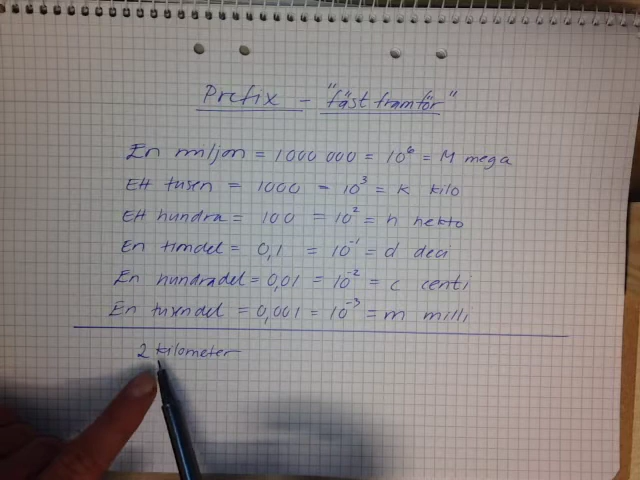 Prefix – "fäst framför"
En miljon = 1000 000 = 10⁶ = M mega
Ett tusen = 1000 = 10³ = k kilo
Ett hundra = 100 = 10² = h hekto
En tiondel = 0,1 = 10⁻¹ = d deci
En hundradel = 0,01 = 10⁻² = c centi
En tusendel = 0,001 = 10⁻³ = m milli
2 kilometer